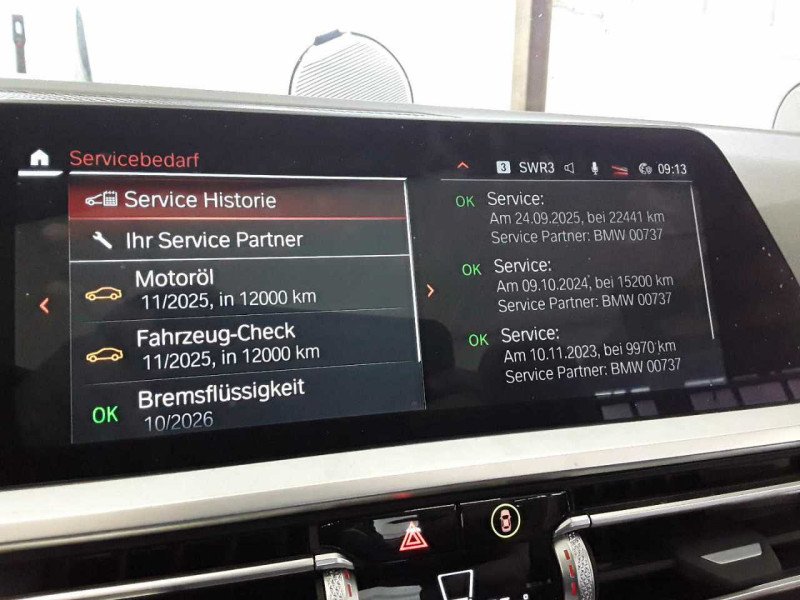 Servicebedarf
3 SWR3 09:13
Service Historie
Ihr Service Partner
Motoröl
11/2025, in 12000 km
Fahrzeug-Check
11/2025, in 12000 km
OK Bremsflüssigkeit
10/2026
OK Service:
Am 24.09.2025, bei 22441 km
Service Partner: BMW 00737
OK Service:
Am 09.10.2024, bei 15200 km
Service Partner: BMW 00737
OK Service:
Am 10.11.2023, bei 9970 km
Service Partner: BMW 00737